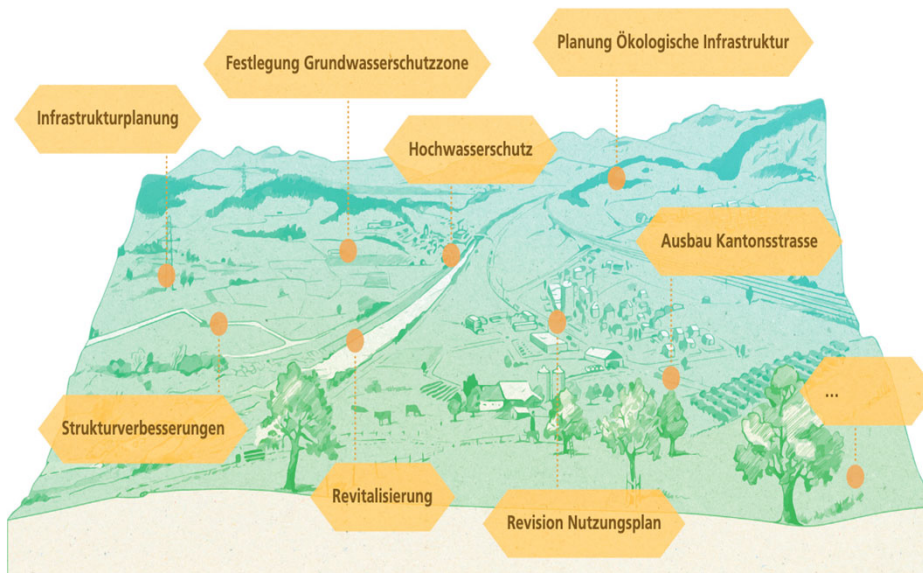 Planung Ökologische Infrastruktur
Festlegung Grundwasserschutzzone
Infrastrukturplanung
Hochwasserschutz
Ausbau Kantonsstrasse
...
Strukturverbesserungen
Revitalisierung
Revision Nutzungsplan